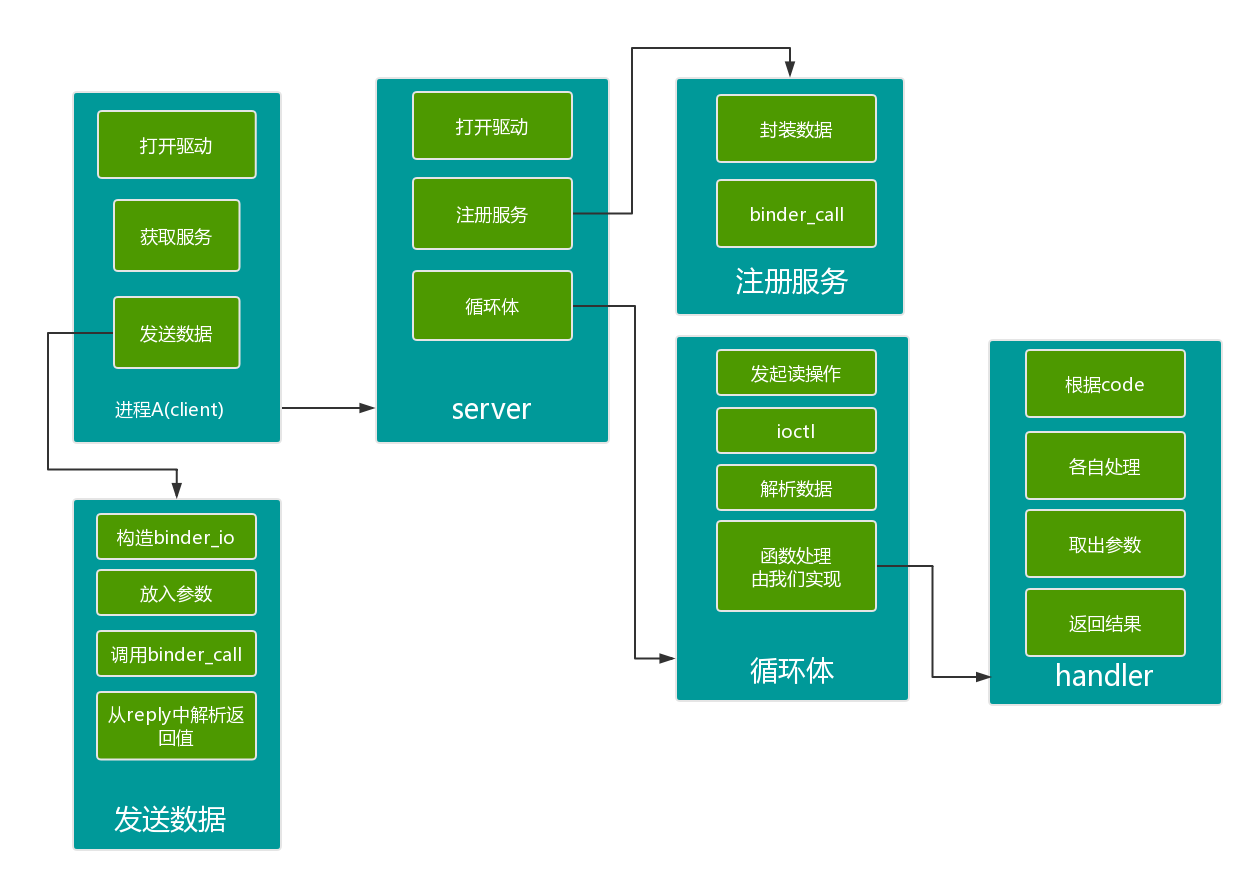 打开驱动
获取服务
发送数据
进程A(client)
打开驱动
注册服务
循环体
server
封装数据
binder_call
注册服务
构造binder_io
放入参数
调用binder_call
从reply中解析返
回值
发送数据
发起读操作
ioctl
解析数据
函数处理
由我们实现
循环体
根据code
各自处理
取出参数
返回结果
handler